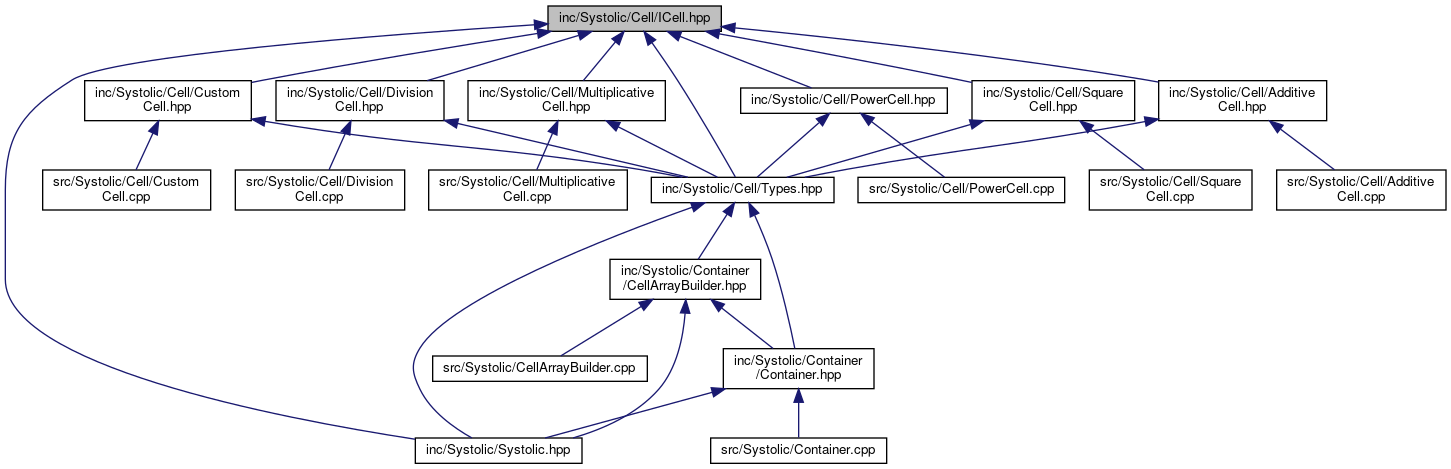 inc/Systolic/Cell/ICell.hpp
inc/Systolic/Cell/Custom
Cell.hpp
inc/Systolic/Cell/Division
Cell.hpp
inc/Systolic/Cell/Multiplicative
Cell.hpp
inc/Systolic/Cell/PowerCell.hpp
inc/Systolic/Cell/Square
Cell.hpp
inc/Systolic/Cell/Additive
Cell.hpp
src/Systolic/Cell/Custom
Cell.cpp
src/Systolic/Cell/Division
Cell.cpp
src/Systolic/Cell/Multiplicative
Cell.cpp
inc/Systolic/Cell/Types.hpp
src/Systolic/Cell/PowerCell.cpp
src/Systolic/Cell/Square
Cell.cpp
src/Systolic/Cell/Additive
Cell.cpp
inc/Systolic/Container
/CellArrayBuilder.hpp
src/Systolic/CellArrayBuilder.cpp
inc/Systolic/Container
/Container.hpp
inc/Systolic/Systolic.hpp
src/Systolic/Container.cpp